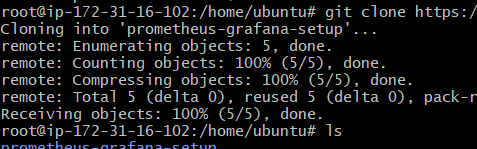 root@ip-172-31-16-102:/home/ubuntu# git clone https:/
Cloning into 'prometheus-grafana-setup'...
remote: Enumerating objects: 5, done.
remote: Counting objects: 100% (5/5), done.
remote: Compressing objects: 100% (5/5), done.
remote: Total 5 (delta 0), reused 5 (delta 0), pack-r
Receiving objects: 100% (5/5), done.
root@ip-172-31-16-102:/home/ubuntu# ls
prometheus-grafana-setup